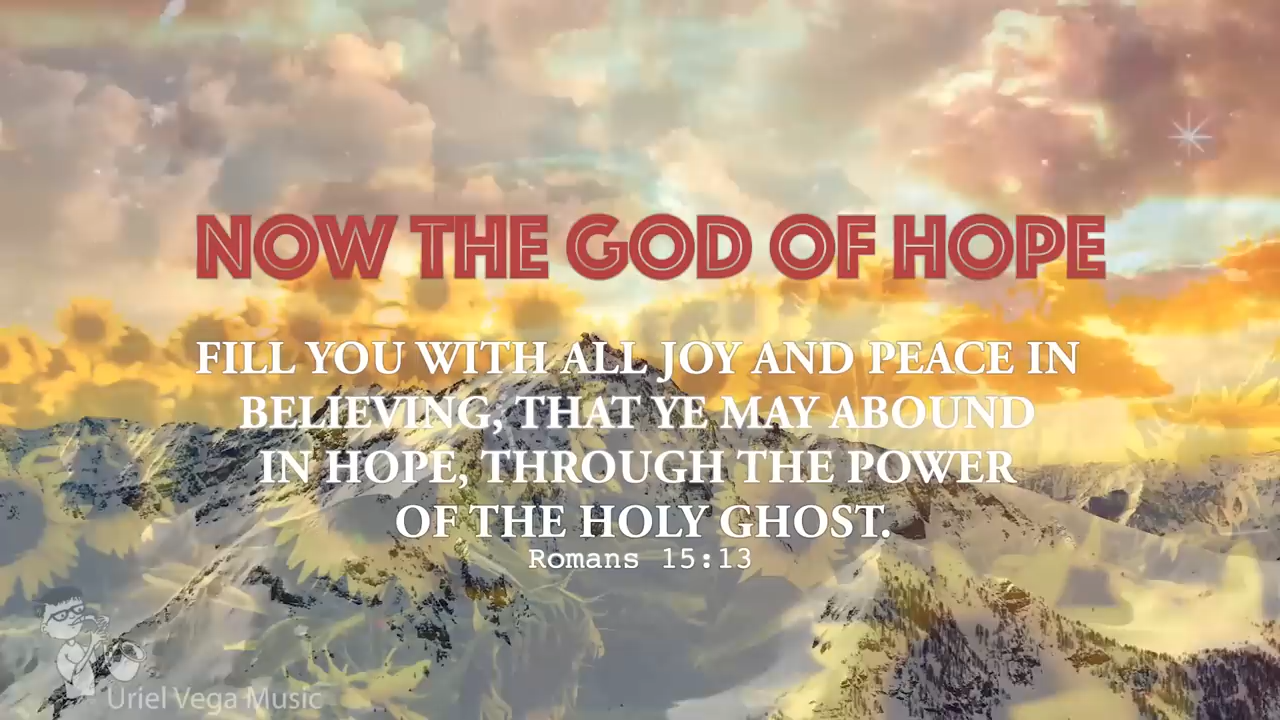 NOW THE GOD OF HOPE
FILL YOU WITH ALL JOY AND PEACE IN
BELIEVING, THAT YE MAY ABOUND
IN HOPE, THROUGH THE POWER
OF THE HOLY GHOST.
Romans 15:13
Uriel Vega Music